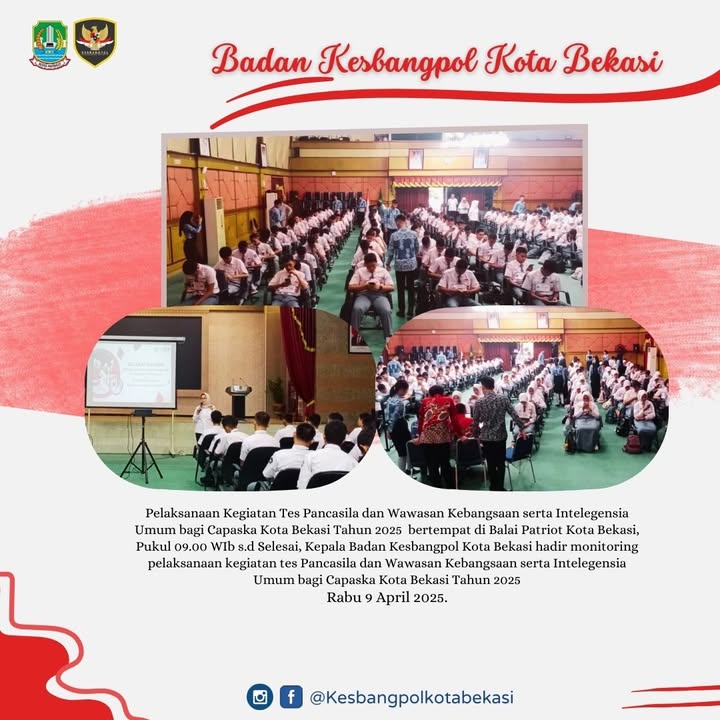 Badan Kesbangpol Kota Bekasi
Pelaksanaan Kegiatan Tes Pancasila dan Wawasan Kebangsaan serta Intelegensia
Umum bagi Capaska Kota Bekasi Tahun 2025 bertempat di Balai Patriot Kota Bekasi,
Pukul 09.00 WIb s.d Selesai, Kepala Badan Kesbangpol Kota Bekasi hadir monitoring
pelaksanaan kegiatan tes Pancasila dan Wawasan Kebangsaan serta Intelegensia
Umum bagi Capaska Kota Bekasi Tahun 2025
Rabu 9 April 2025.
@Kesbangpolkotabekasi